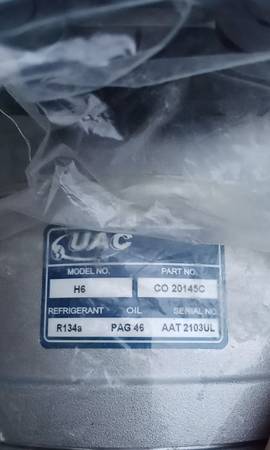 UAC
MODEL NO. PART NO.
H6 CO 20145C
REFRIGERANT OIL SERIAL NO
R134a PAG 46 AAT 2103UL